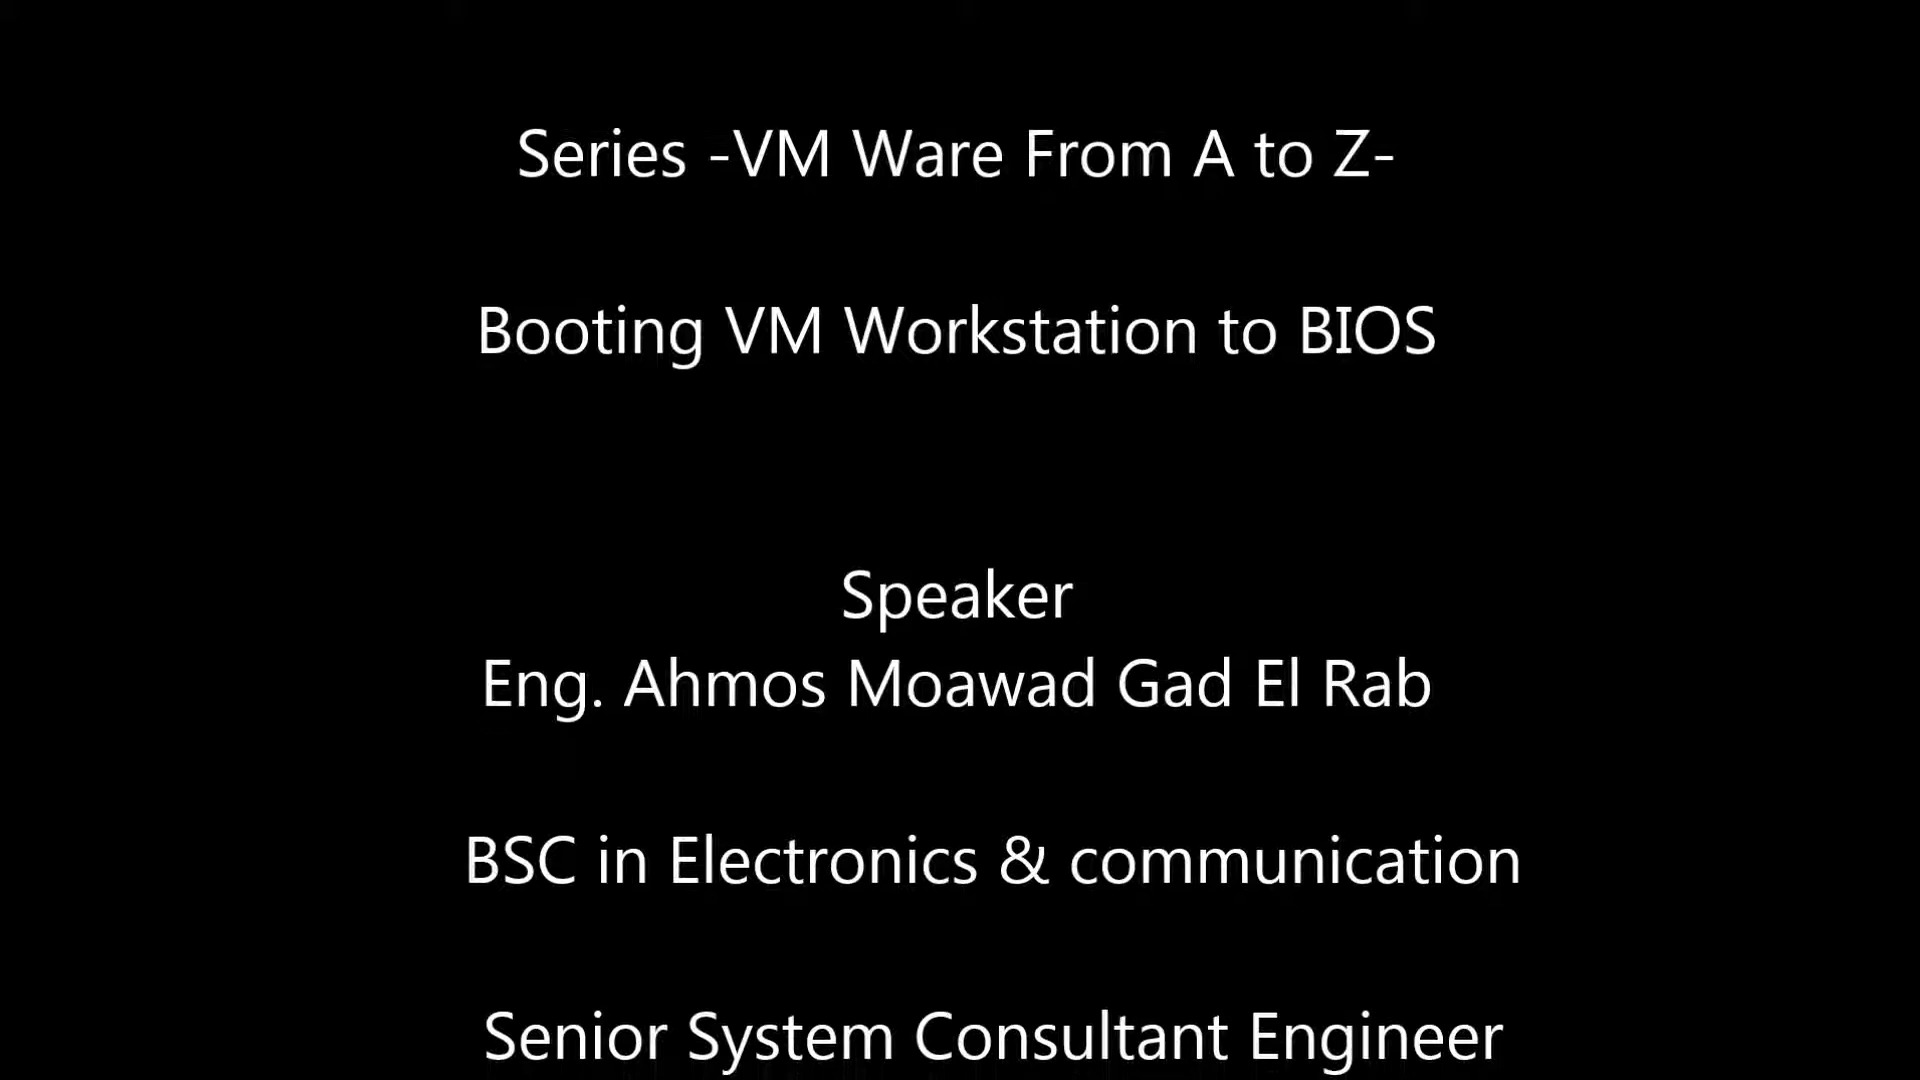 Series -VM Ware From A to Z-
Booting VM Workstation to BIOS
Speaker
Eng. Ahmos Moawad Gad El Rab
BSC in Electronics & communication
Senior System Consultant Engineer